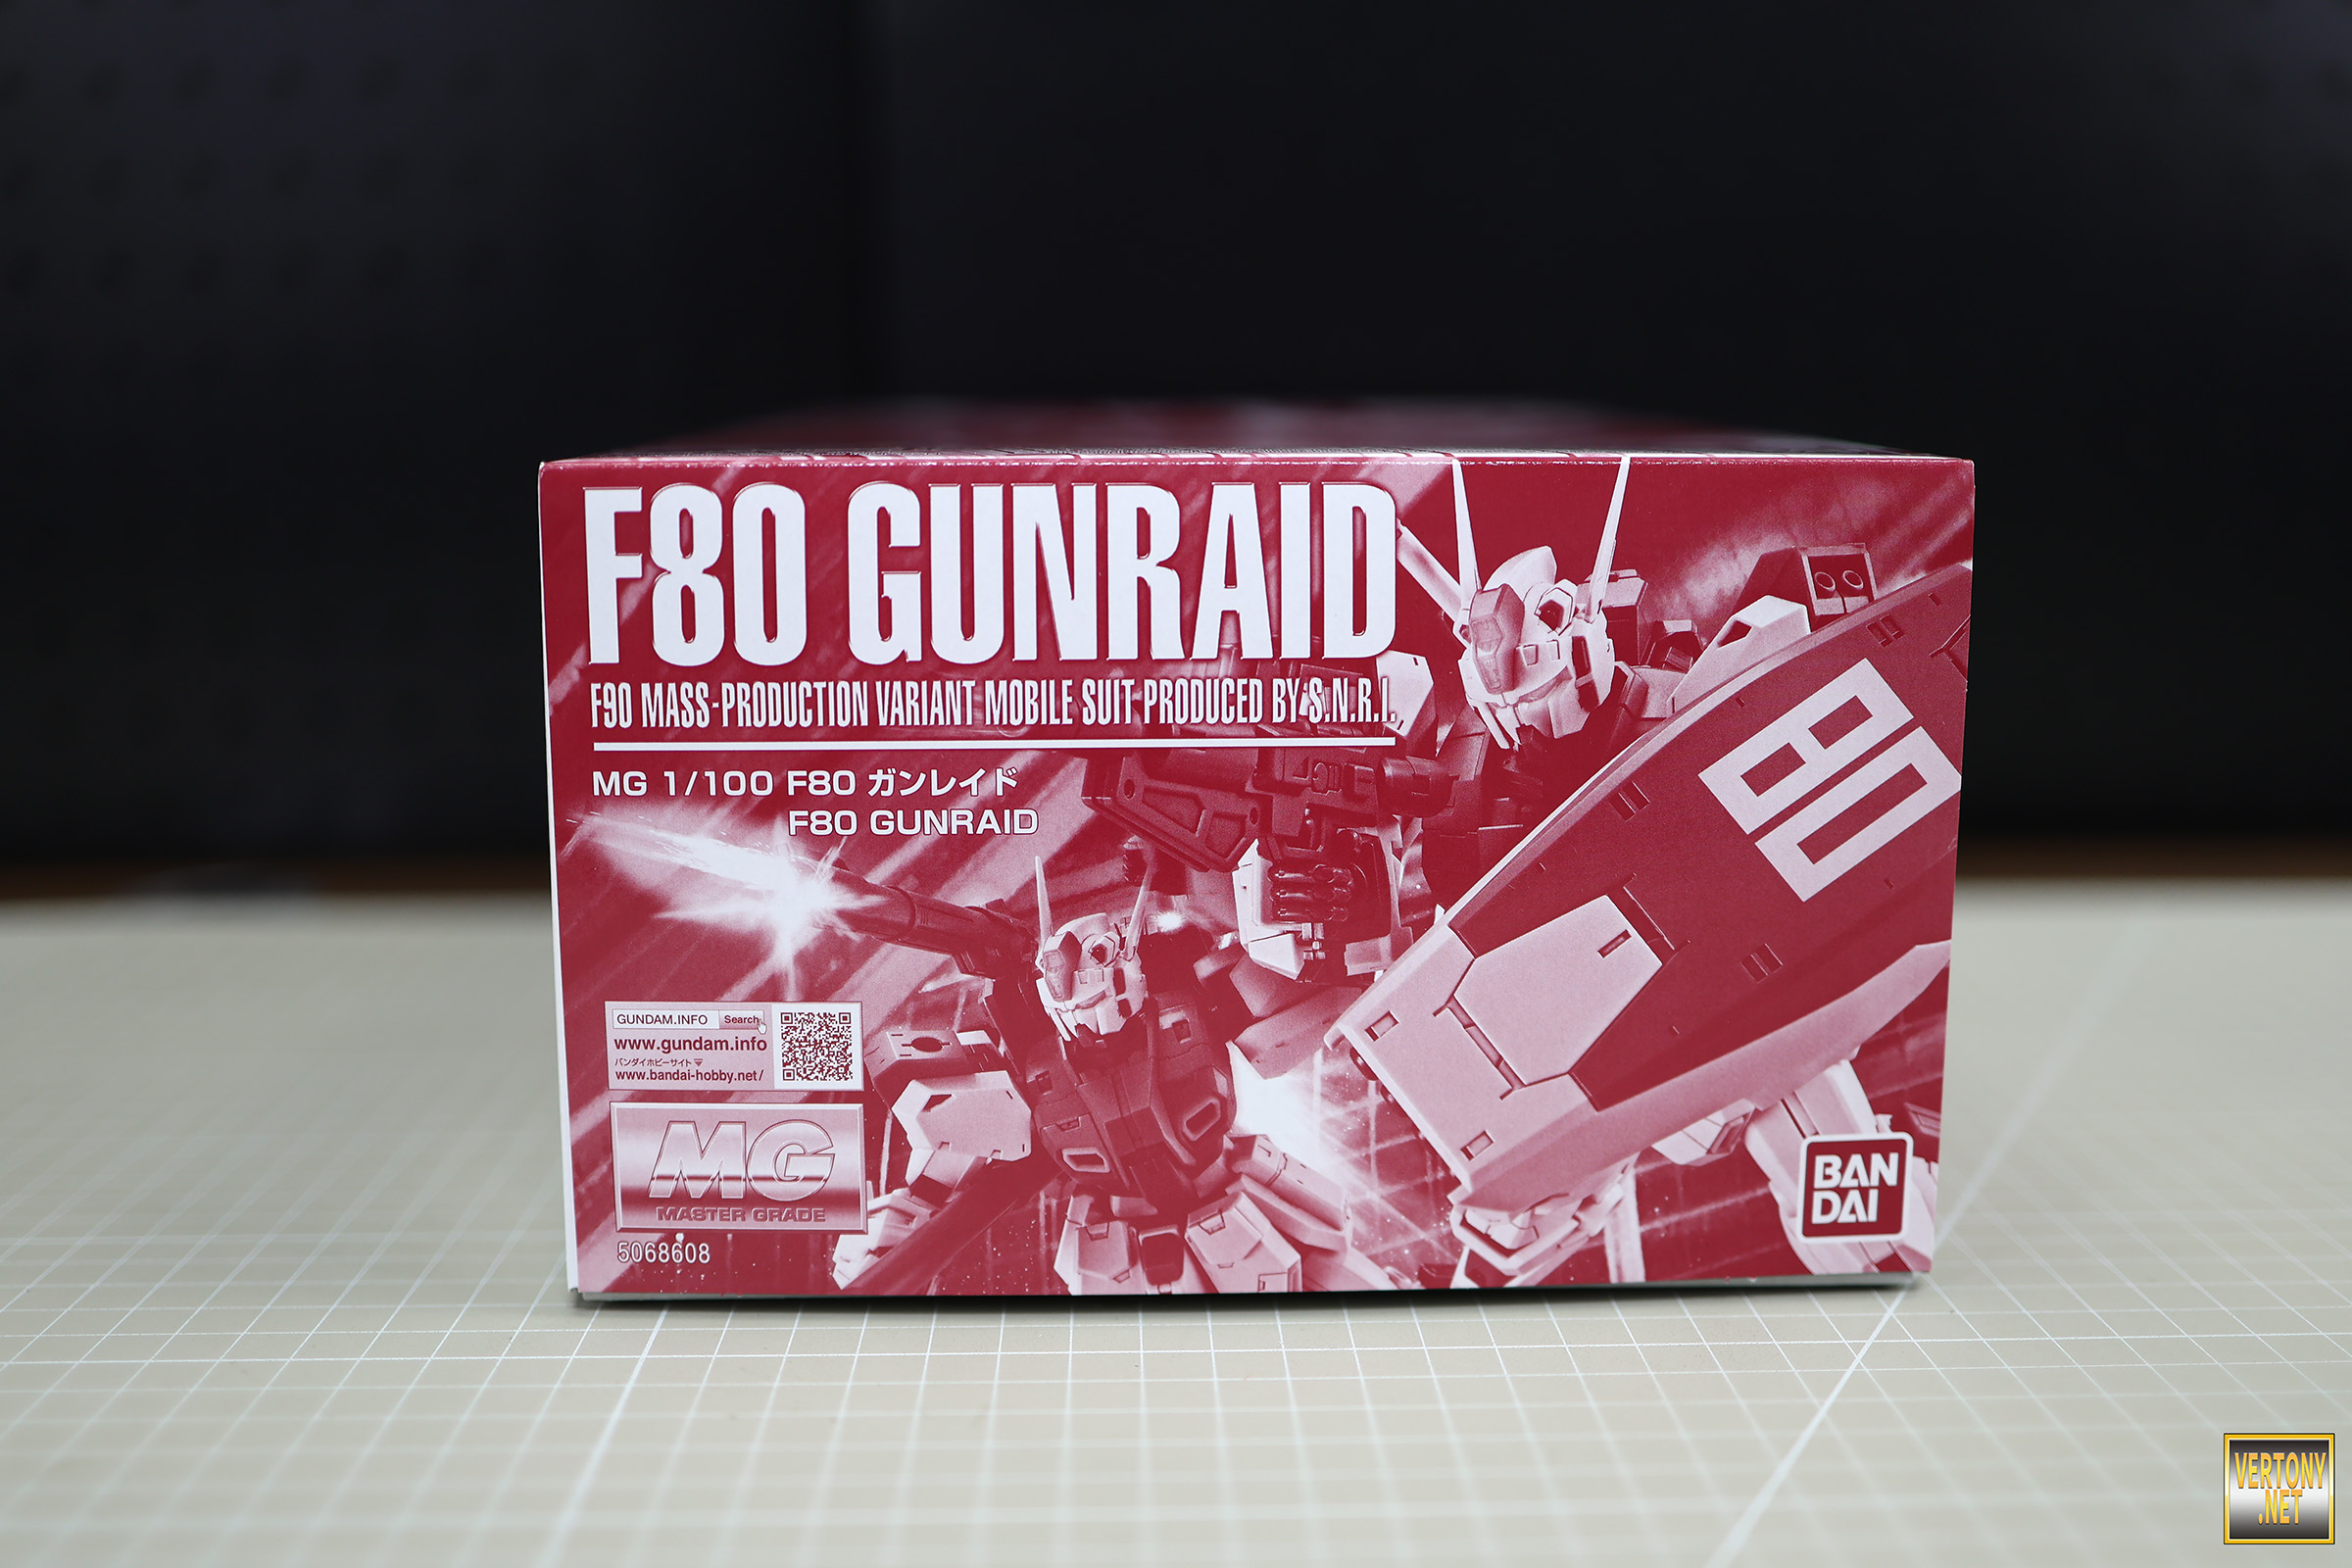 F80 GUNRAID
F90 MASS-PRODUCTION VARIANT MOBILE SUIT PRODUCED BY S.N.R.I.
MG 1/100 F80 ガンレイド
F80 GUNRAID
80
GUNDAM.INFO Search
www.gundam.info
バンダイホビーサイト
www.bandai-hobby.net/
MG
MASTER GRADE
5068608
BAN
DAI
VERTONY
.NET